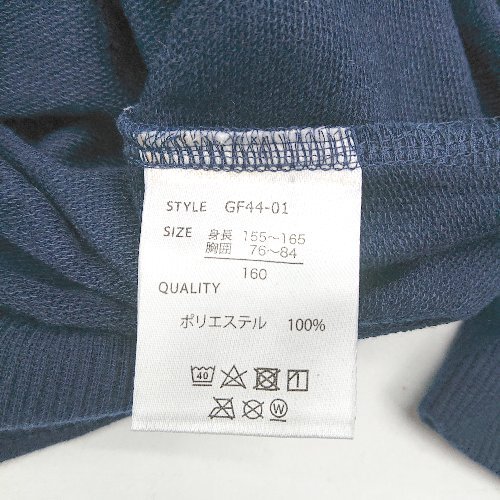 STYLE GF44-01
SIZE 身長 155〜165
胸囲 76〜84
160
QUALITY
ポリエステル 100%
40
W